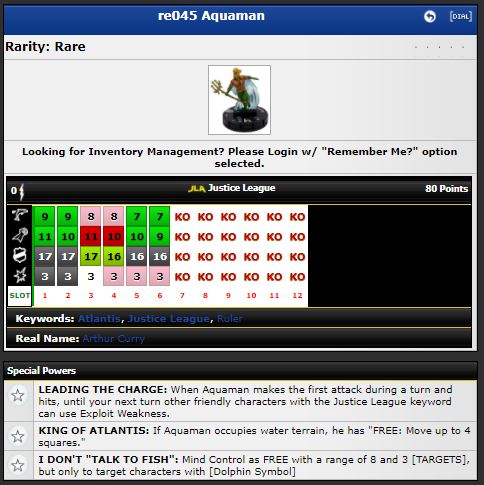 re045 Aquaman
[DIAL]
Rarity: Rare
Looking for Inventory Management? Please Login w/ "Remember Me?" option
selected.
0 JLA Justice League 80 Points
9 9 8 8 7 7 KO KO KO KO KO KO
11 10 11 10 10 9 KO KO KO KO KO KO
17 17 17 16 16 16 KO KO KO KO KO KO
3 3 3 3 3 3 KO KO KO KO KO KO
SLOT 1 2 3 4 5 6 7 8 9 10 11 12
Keywords: Atlantis, Justice League, Ruler
Real Name: Arthur Curry
Special Powers
LEADING THE CHARGE: When Aquaman makes the first attack during a turn and
hits, until your next turn other friendly characters with the Justice League keyword
can use Exploit Weakness.
KING OF ATLANTIS: If Aquaman occupies water terrain, he has "FREE: Move up to 4
squares."
I DON'T "TALK TO FISH": Mind Control as FREE with a range of 8 and 3 [TARGETS],
but only to target characters with [Dolphin Symbol]